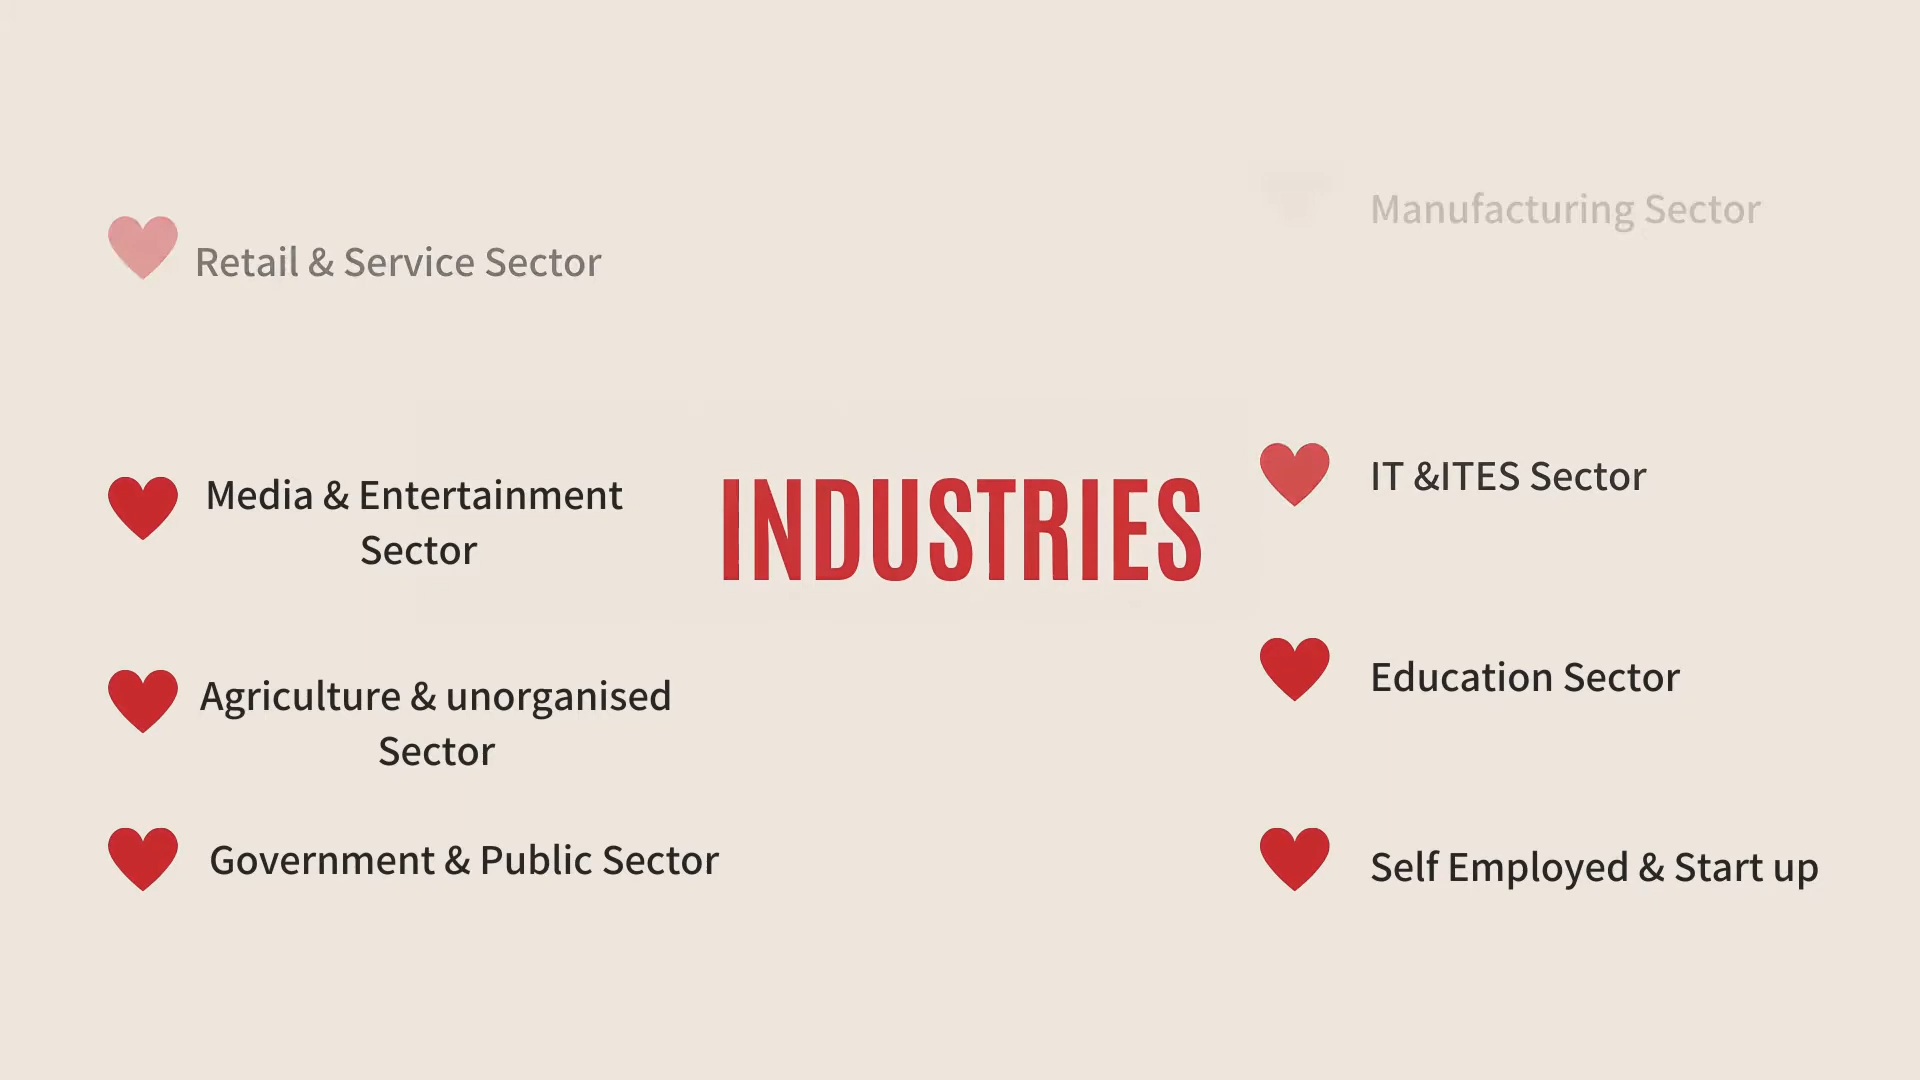 Retail & Service Sector
Media & Entertainment
Sector
Agriculture & unorganised
Sector
Government & Public Sector
INDUSTRIES
Manufacturing Sector
IT &ITES Sector
Education Sector
Self Employed & Start up